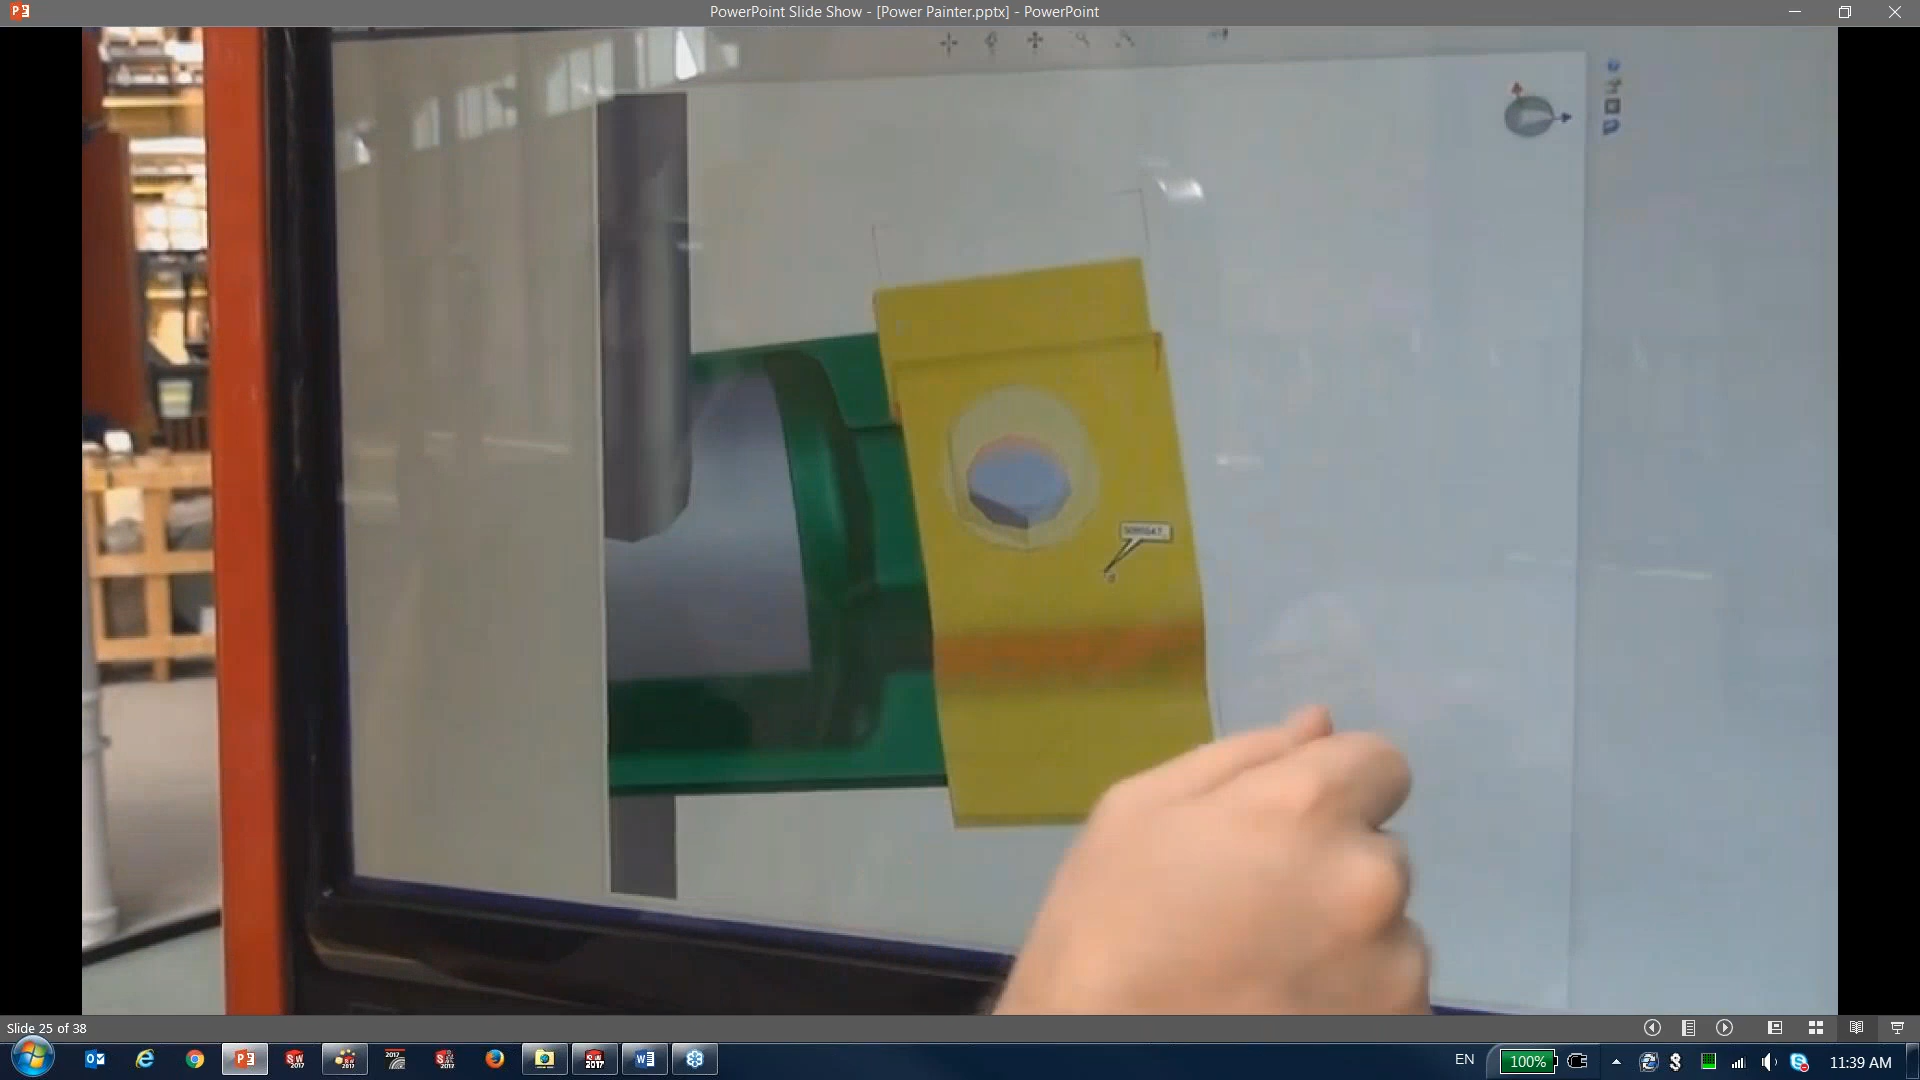 PowerPoint Slide Show - [Power Painter.pptx] - PowerPoint
Slide 25 of 38
EN
100%
11:39 AM